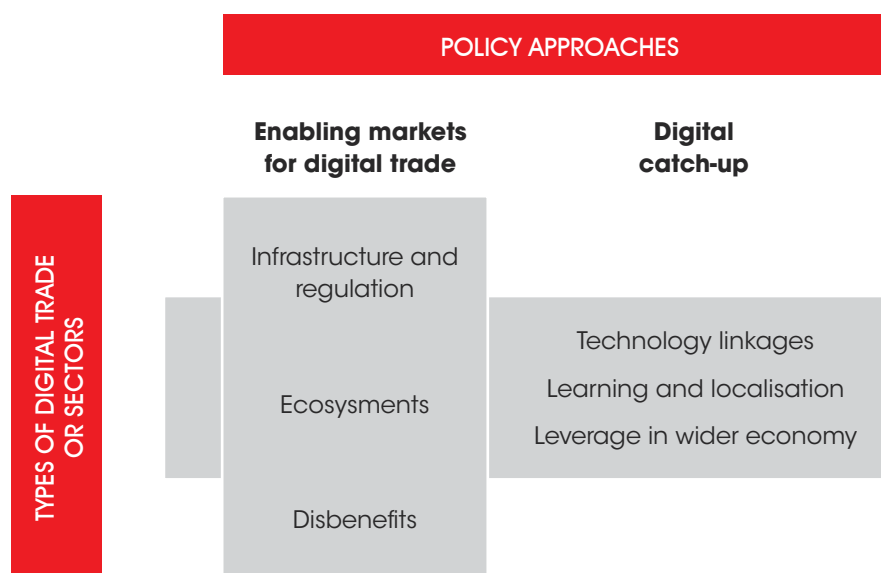 POLICY APPROACHES
Enabling markets
for digital trade
Digital
catch-up
TYPES OF DIGITAL TRADE
OR SECTORS
Infrastructure and
regulation
Ecosysments
Disbenefits
Technology linkages
Learning and localisation
Leverage in wider economy